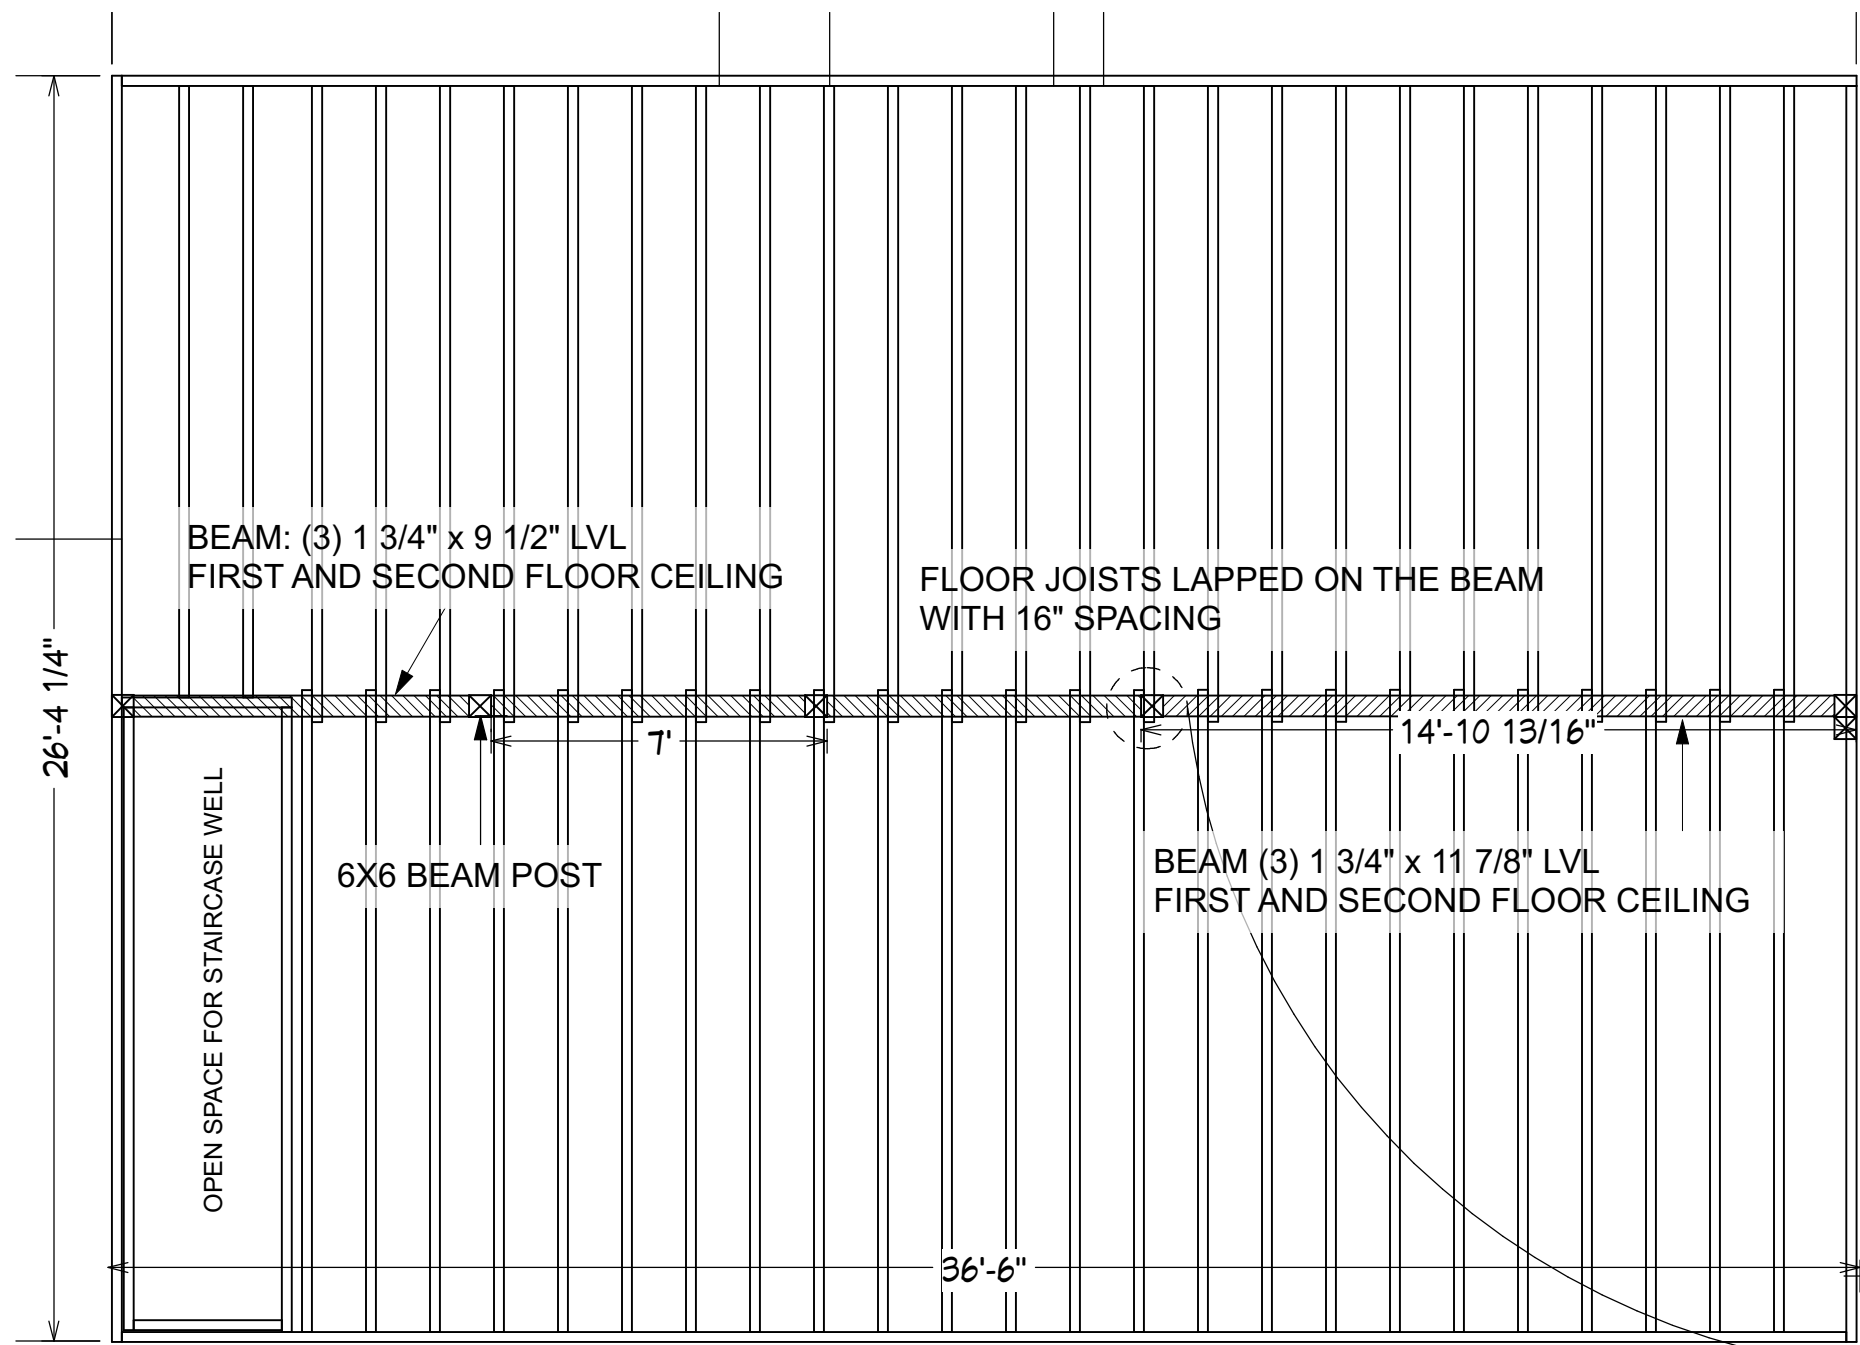 BEAM: (3) 1 3/4" x 9 1/2" LVL
FIRST AND SECOND FLOOR CEILING
FLOOR JOISTS LAPPED ON THE BEAM
WITH 16" SPACING
26'-4 1/4"
7'
14'-10 13/16"
6X6 BEAM POST
BEAM (3) 1 3/4" x 11 7/8" LVL
FIRST AND SECOND FLOOR CEILING
OPEN SPACE FOR STAIRCASE WELL
36'-6"